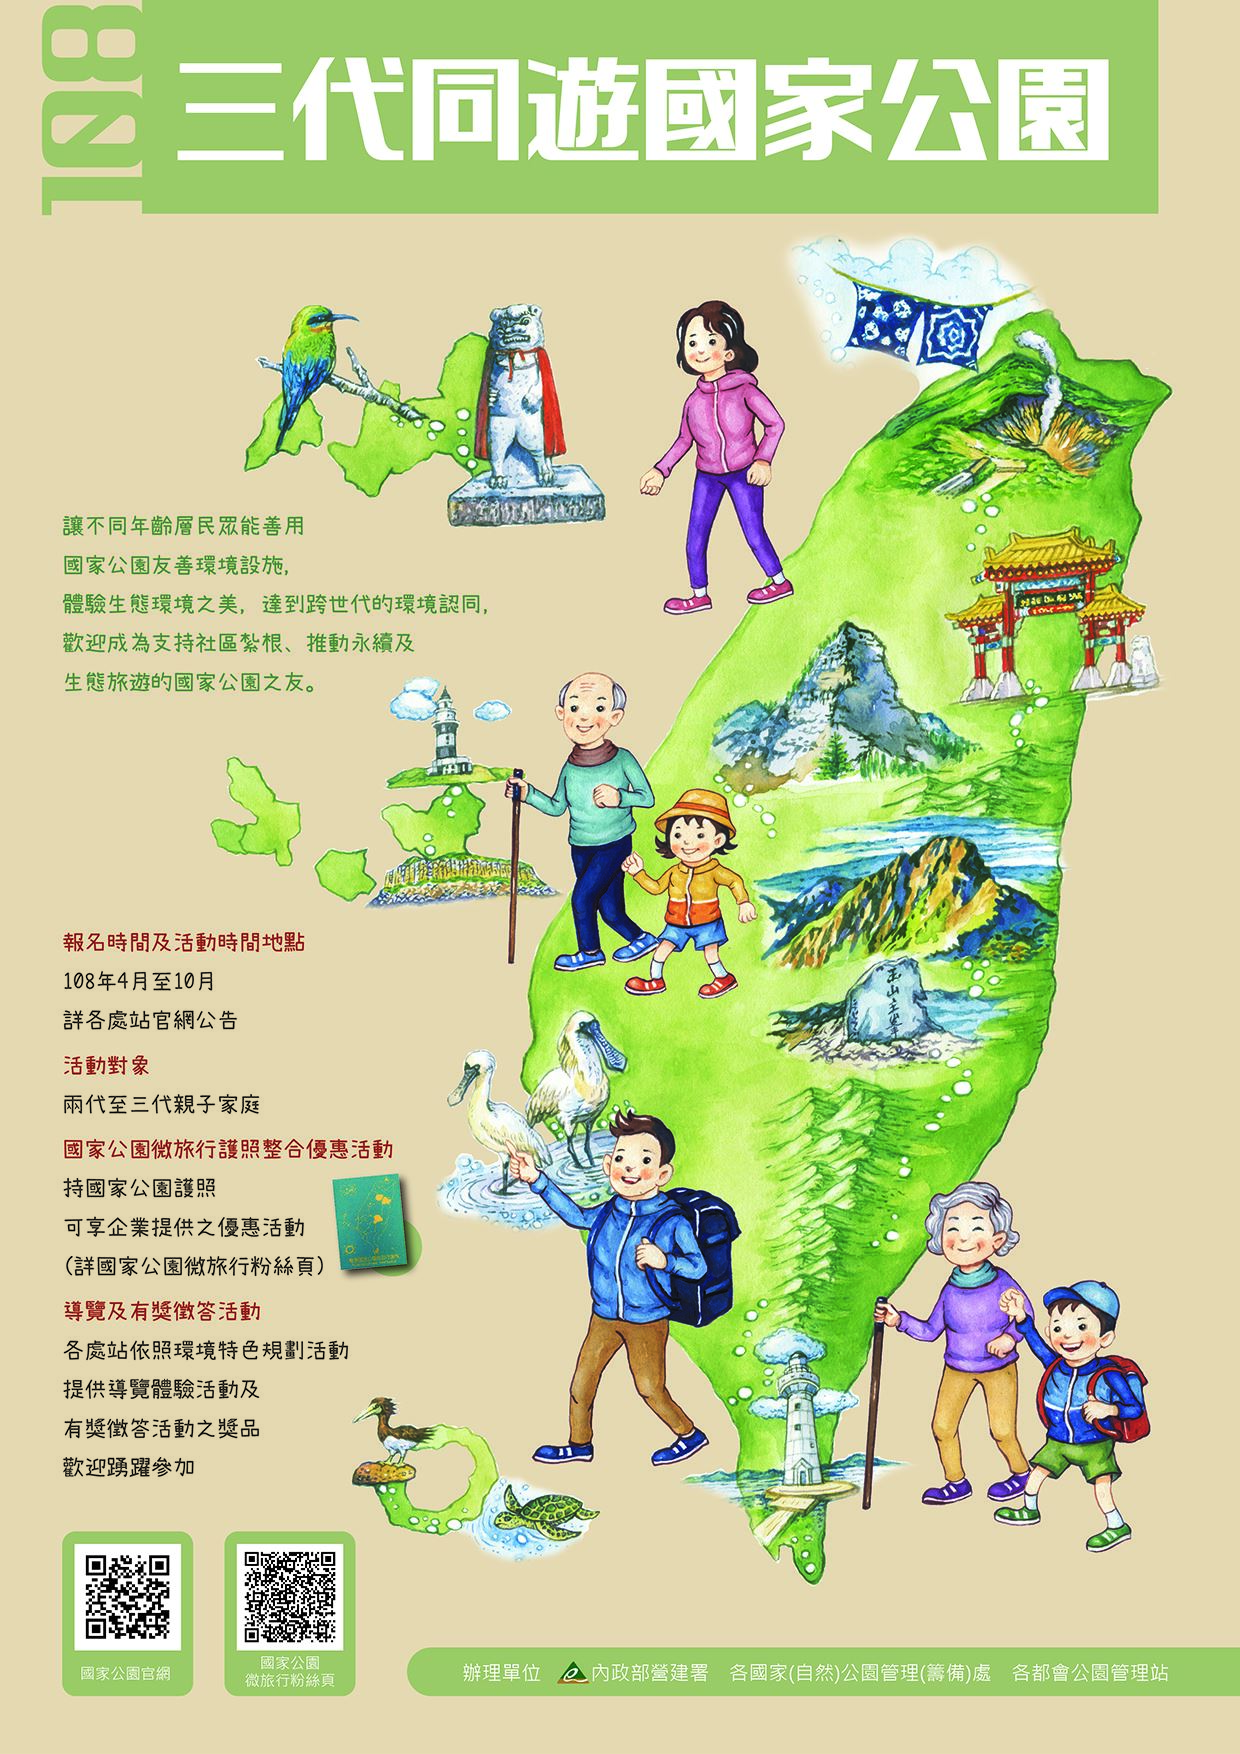 108
三代同遊國家公園
讓不同年齡層民眾能善用
國家公園友善環境設施,
體驗生態環境之美, 達到跨世代的環境認同,
歡迎成為支持社區紮根、推動永續及
生態旅遊的國家公園之友。
報名時間及活動時間地點
108年4月至10月
詳各處站官網公告
活動對象
兩代至三代親子家庭
國家公園微旅行護照整合優惠活動
持國家公園護照
可享企業提供之優惠活動
(詳國家公園微旅行粉絲頁)
導覽及有獎徵答活動
各處站依照環境特色規劃活動
提供導覽體驗活動及
有獎徵答活動之獎品
歡迎踴躍參加
玉山主峯
國家公園官網
國家公園
微旅行粉絲頁
辦理單位 內政部營建署 各國家(自然)公園管理(籌備)處 各都會公園管理站